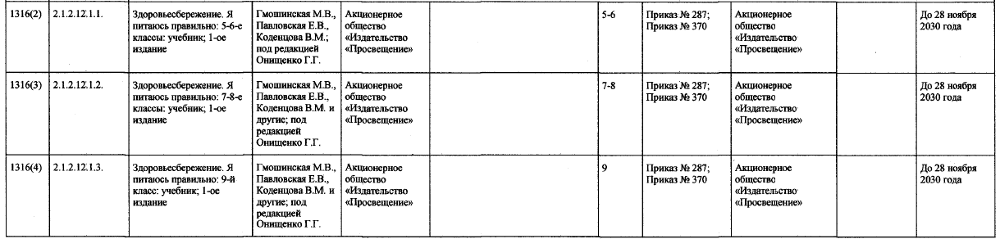 1316(2)
2.1.2.12.1.1.
Здоровьесбережение. Я
питаюсь правильно: 5-6-е
классы: учебник; 1-ое
издание
Гмошинская М.В.,
Павловская Е.В.,
Коденцова В.М.;
под редакцией
Онищенко Г.Г.
Акционерное
общество
«Издательство
«Просвещение»
5-6
Приказ № 287;
Приказ № 370
Акционерное
общество
«Издательство
«Просвещение»
До 28 ноября
2030 года
1316(3)
2.1.2.12.1.2.
Здоровьесбережение. Я
питаюсь правильно: 7-8-е
классы: учебник; 1-ое
издание
Гмошинская М.В.,
Павловская Е.В.,
Коденцова В.М. и
другие; под
редакцией
Онищенко Г.Г.
Акционерное
общество
«Издательство
«Просвещение»
7-8
Приказ № 287;
Приказ № 370
Акционерное
общество
«Издательство
«Просвещение»
До 28 ноября
2030 года
1316(4)
2.1.2.12.1.3.
Здоровьесбережение. Я
питаюсь правильно: 9-й
класс: учебник; 1-ое
издание
Гмошинская М.В.,
Павловская Е.В.,
Коденцова В.М. и
другие; под
редакцией
Онищенко Г.Г.
Акционерное
общество
«Издательство
«Просвещение»
9
Приказ № 287;
Приказ № 370
Акционерное
общество
«Издательство
«Просвещение»
До 28 ноября
2030 года